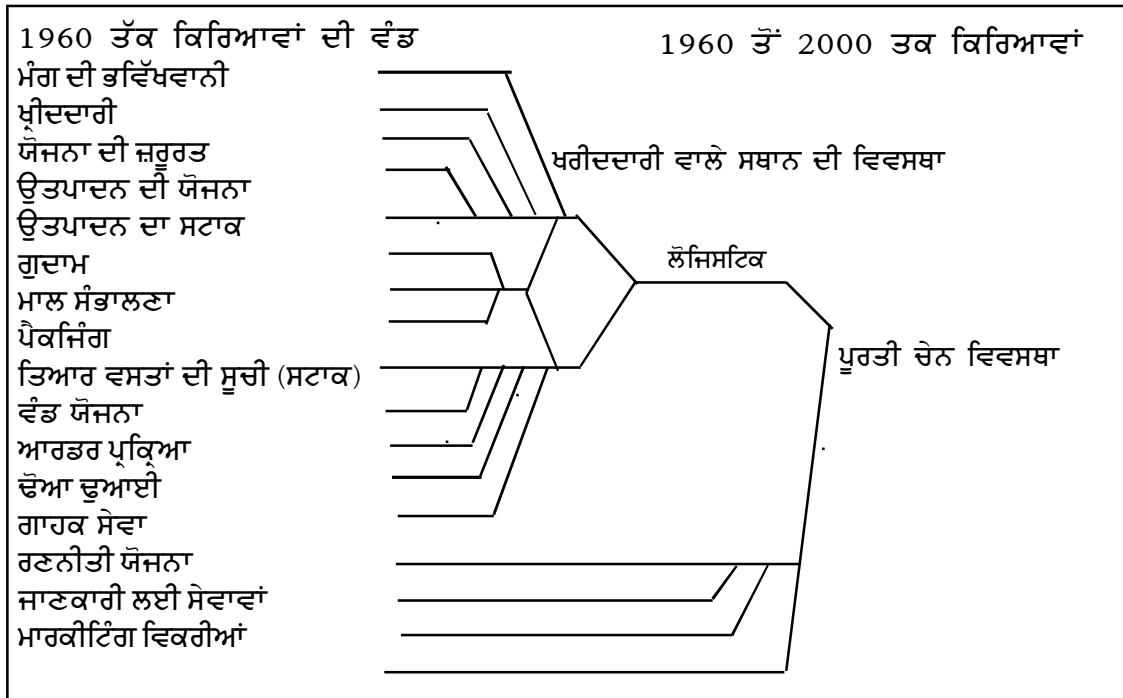 1960 ਤੱਕ ਕਿਰਿਆਵਾਂ ਦੀ ਵੰਡ
1960 ਤੋਂ 2000 ਤਕ ਕਿਰਿਆਵਾਂ
ਮੰਗ ਦੀ ਭਵਿੱਖਵਾਨੀ
ਖ੍ਰੀਦਦਾਰੀ
ਯੋਜਨਾ ਦੀ ਜ਼ਰੂਰਤ
ਉਤਪਾਦਨ ਦੀ ਯੋਜਨਾ
ਉਤਪਾਦਨ ਦਾ ਸਟਾਕ
ਗੁਦਾਮ
ਮਾਲ ਸੰਭਾਲਣਾ
ਪੈਕਜਿੰਗ
ਤਿਆਰ ਵਸਤਾਂ ਦੀ ਸੂਚੀ (ਸਟਾਕ)
ਵੰਡ ਯੋਜਨਾ
ਆਰਡਰ ਪ੍ਰਕ੍ਰਿਆ
ਢੋਆ ਢੁਆਈ
ਗਾਹਕ ਸੇਵਾ
ਰਣਨੀਤੀ ਯੋਜਨਾ
ਜਾਣਕਾਰੀ ਲਈ ਸੇਵਾਵਾਂ
ਮਾਰਕੀਟਿੰਗ ਵਿਕਰੀਆਂ
ਖਰੀਦਦਾਰੀ ਵਾਲੇ ਸਥਾਨ ਦੀ ਵਿਵਸਥਾ
ਲੋਜਿਸਟਿਕ
ਪੂਰਤੀ ਚੇਨ ਵਿਵਸਥਾ